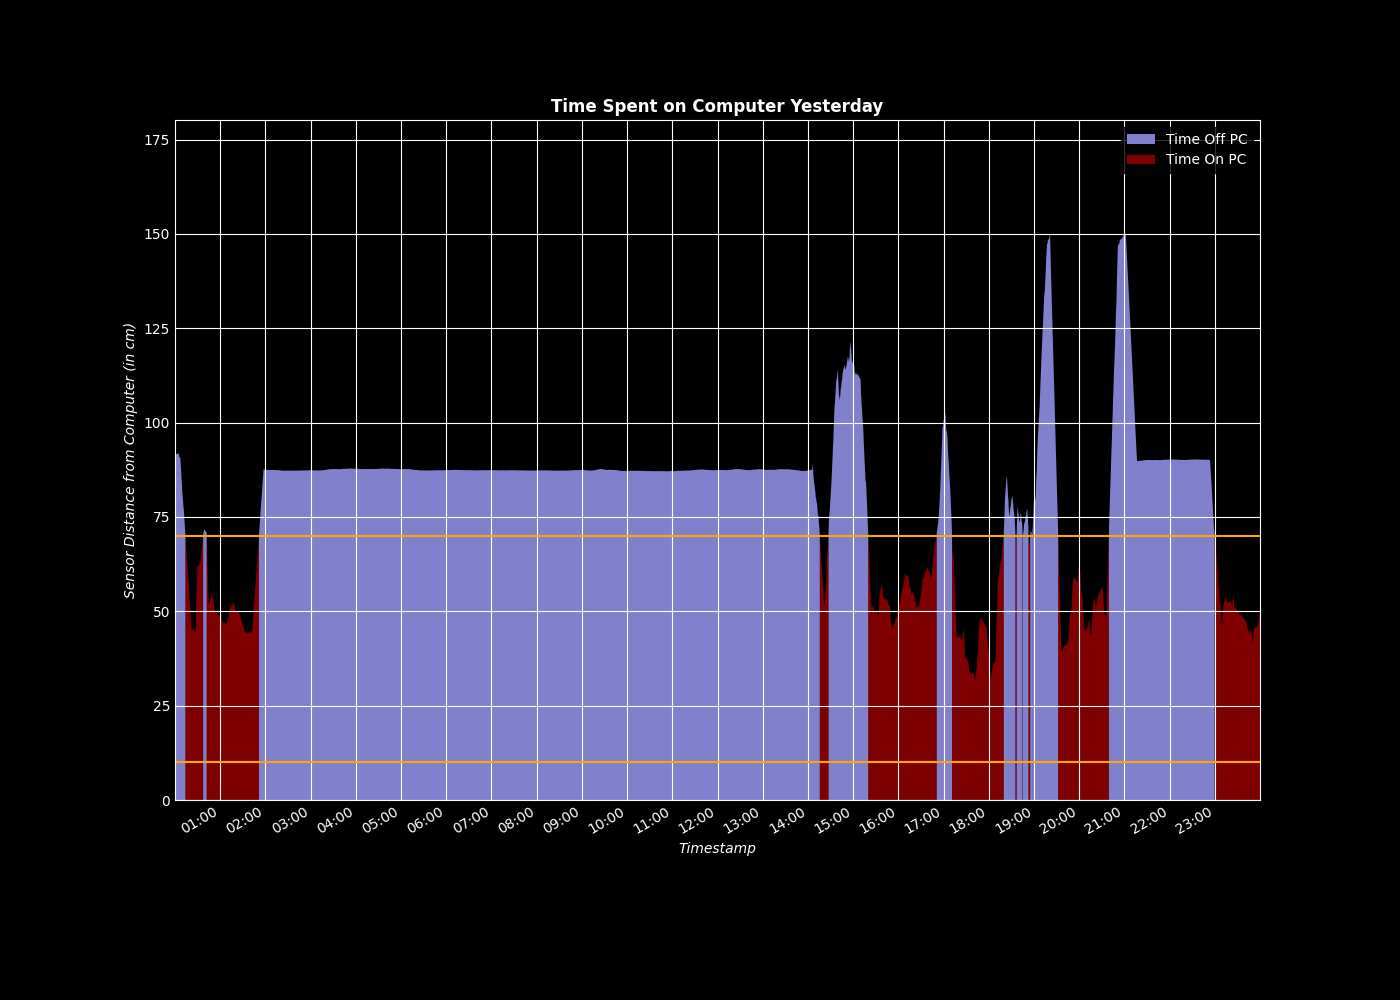 Time Spent on Computer Yesterday
Time Off PC
Time On PC
Sensor Distance from Computer (in cm)
175
150
125
100
75
50
25
0
01:00 02:00 03:00 04:00 05:00 06:00 07:00 08:00 09:00 10:00 11:00 12:00 13:00 14:00 15:00 16:00 17:00 18:00 19:00 20:00 21:00 22:00 23:00
Timestamp